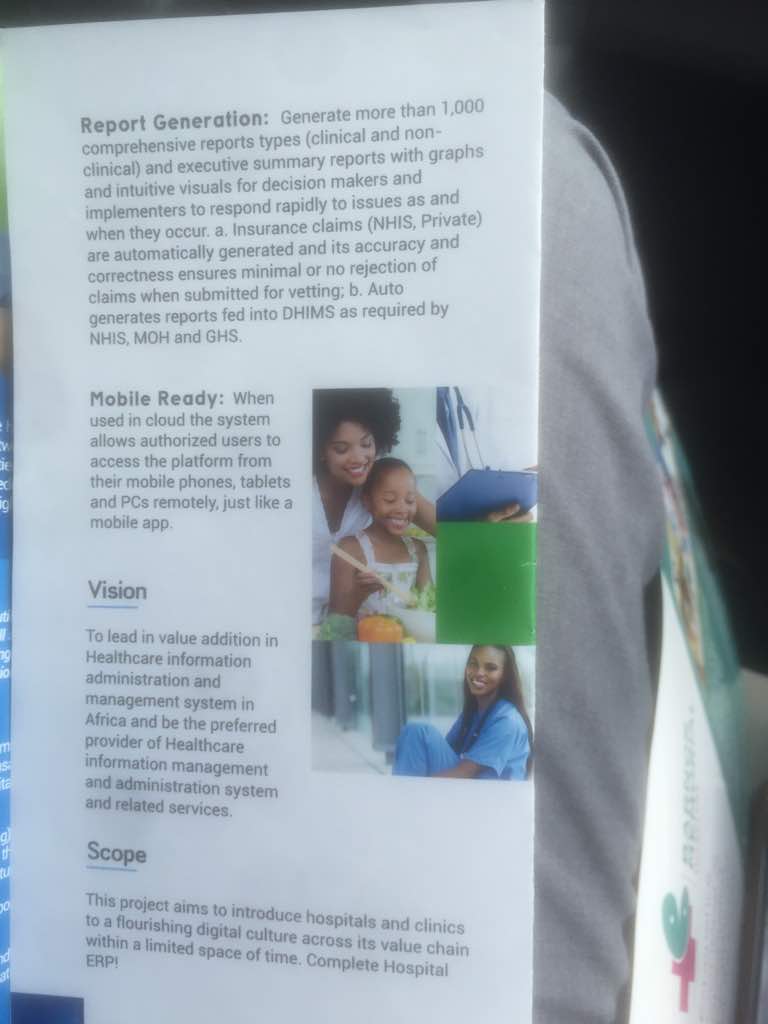 Report Generation: Generate more than 1,000
comprehensive reports types (clinical and non-
clinical) and executive summary reports with graphs
and intuitive visuals for decision makers and
implementers to respond rapidly to issues as and
when they occur. a. Insurance claims (NHIS, Private)
are automatically generated and its accuracy and
correctness ensures minimal or no rejection of
claims when submitted for vetting; b. Auto
generates reports fed into DHIMS as required by
NHIS, MOH and GHS.
Mobile Ready: When
used in cloud the system
allows authorized users to
access the platform from
their mobile phones, tablets
and PCs remotely, just like a
mobile app.
Vision
To lead in value addition in
Healthcare information
administration and
management system in
Africa and be the preferred
provider of Healthcare
information management
and administration system
and related services.
Scope
This project aims to introduce hospitals and clinics
to a flourishing digital culture across its value chain
within a limited space of time. Complete Hospital
ERP!